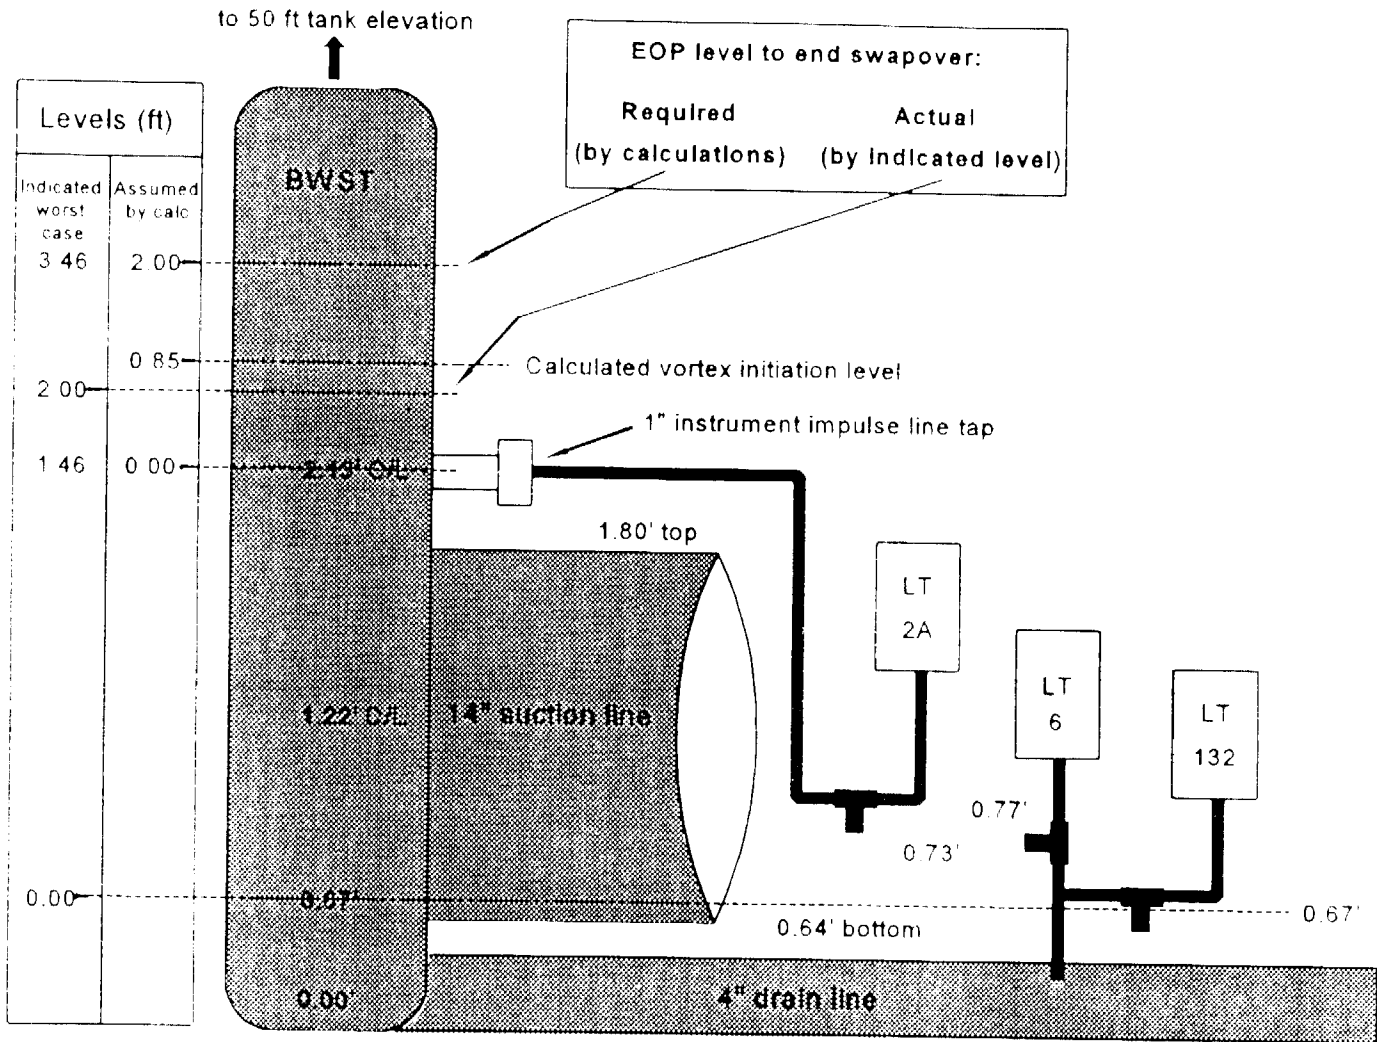 to 50 ft tank elevation
EOP level to end swapover:
Required Actual
(by calculations) (by indicated level)
Levels (ft)
Indicated worst case
Assumed by calc
BWST
3 46 2.00
0 85
Calculated vortex initiation level
2 00
1" instrument impulse line tap
1 46 0 00 2.13' C/L
1.80' top
LT
2A
LT
6
LT
132
1.22' C/L 14" suction line
0.77'
0.73'
0.00 0.67' 0.67'
0.64' bottom
0.00' 4" drain line